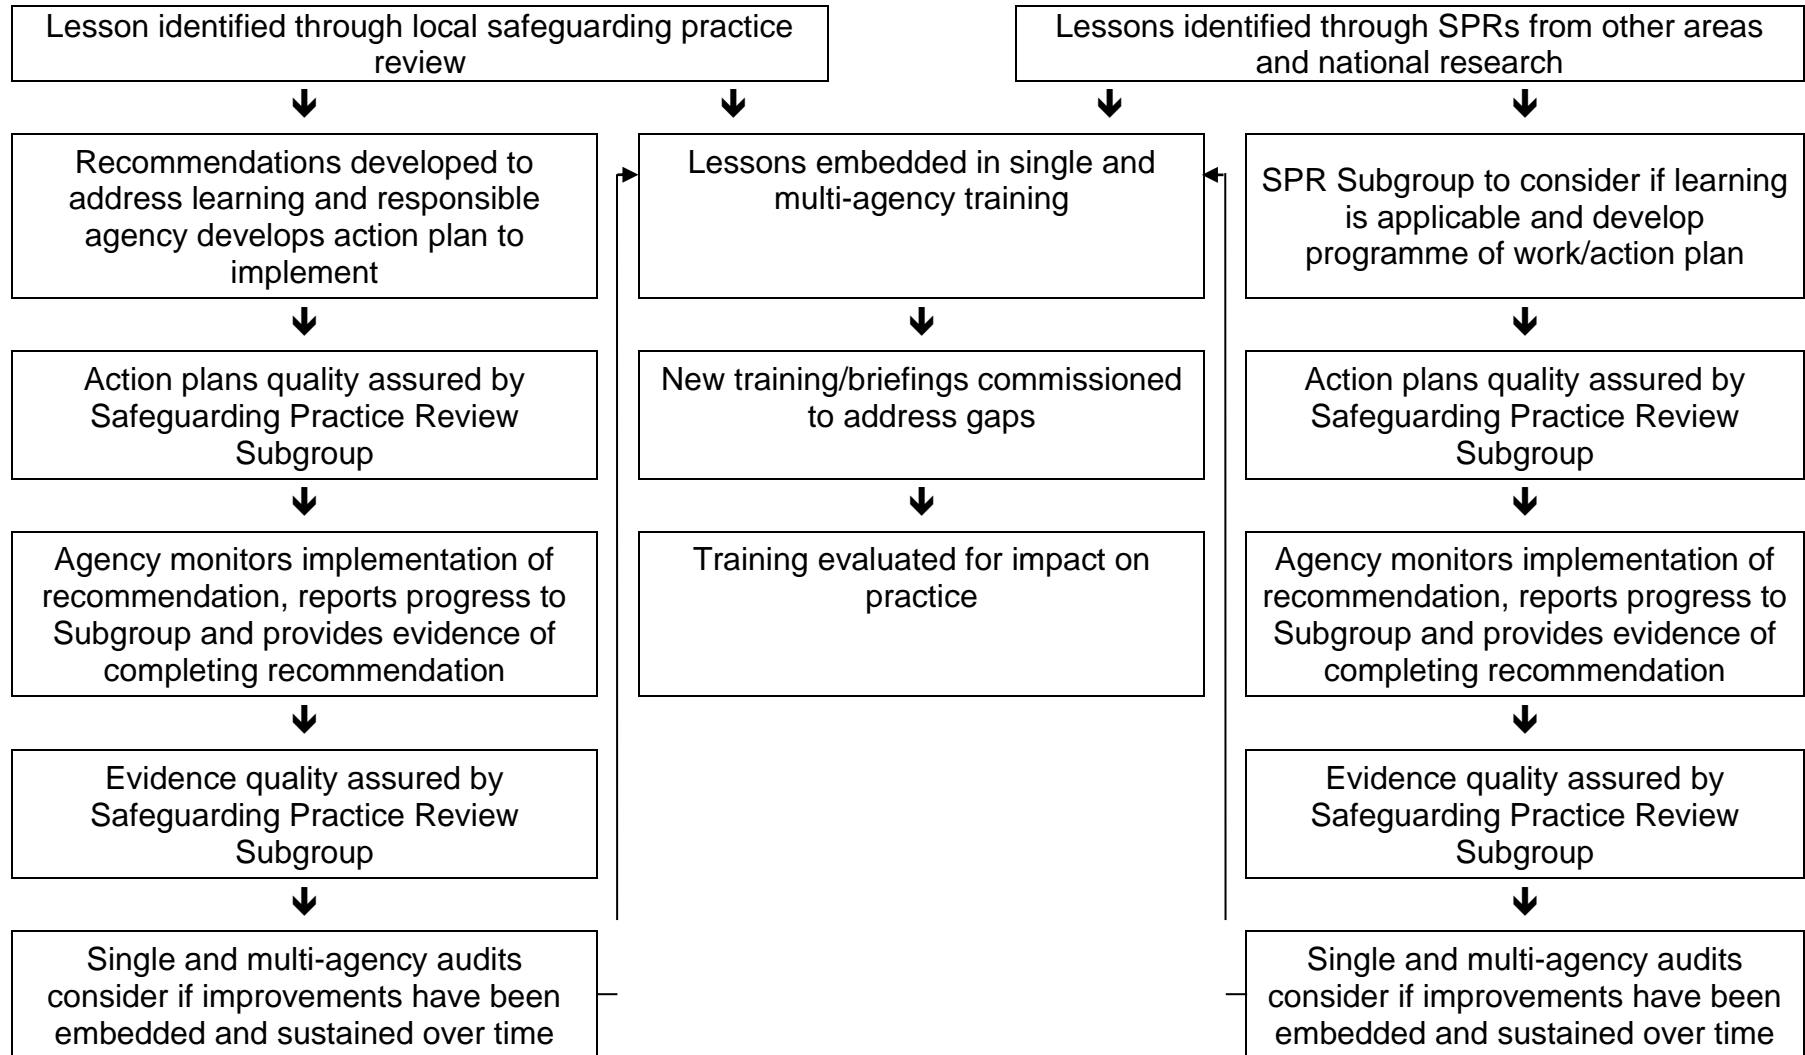 Lesson identified through local safeguarding practice
review
Lessons identified through SPRs from other areas
and national research
Recommendations developed to
address learning and responsible
agency develops action plan to
implement
Lessons embedded in single and
multi-agency training
SPR Subgroup to consider if learning
is applicable and develop
programme of work/action plan
Action plans quality assured by
Safeguarding Practice Review
Subgroup
New training/briefings commissioned
to address gaps
Action plans quality assured by
Safeguarding Practice Review
Subgroup
Agency monitors implementation of
recommendation, reports progress to
Subgroup and provides evidence of
completing recommendation
Training evaluated for impact on
practice
Agency monitors implementation of
recommendation, reports progress to
Subgroup and provides evidence of
completing recommendation
Evidence quality assured by
Safeguarding Practice Review
Subgroup
Evidence quality assured by
Safeguarding Practice Review
Subgroup
Single and multi-agency audits
consider if improvements have been
embedded and sustained over time
Single and multi-agency audits
consider if improvements have been
embedded and sustained over time